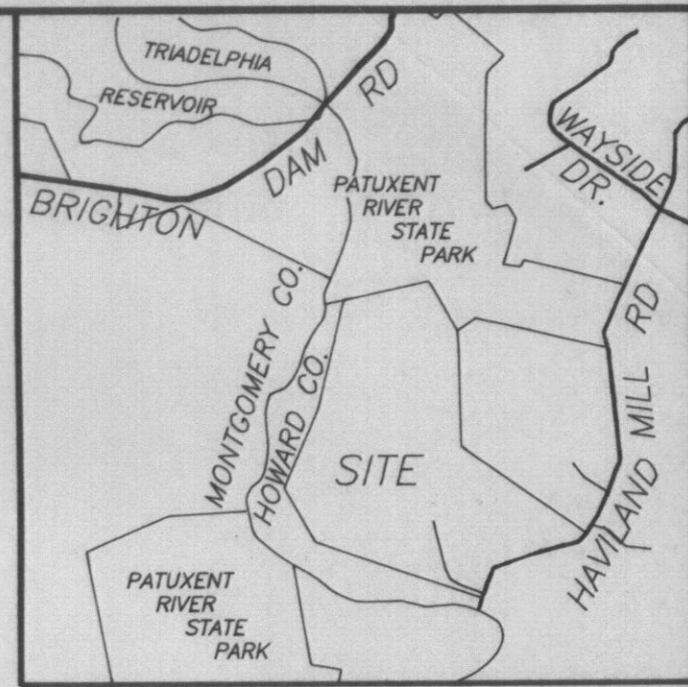 TRIADELPHIA
RESERVOIR
BRIGHTON DAM RD
WAYSIDE
DR.
PATUXENT
RIVER
STATE
PARK
MONTGOMERY CO.
HOWARD CO.
SITE
HAVILAND MILL RD
PATUXENT
RIVER
STATE
PARK